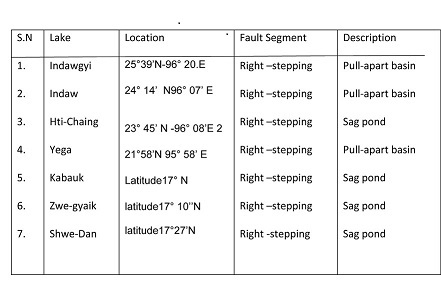 S.N Lake Location Fault Segment Description
1. Indawgyi 25°39'N-96° 20.E Right –stepping Pull-apart basin
2. Indaw 24° 14' N96° 07' E Right –stepping Pull-apart basin
3. Hti-Chaing 23° 45' N -96° 08'E 2 Right –stepping Sag pond
4. Yega 21°58'N 95° 58' E Right –stepping Pull-apart basin
5. Kabauk Latitude17° N Right –stepping Sag pond
6. Zwe-gyaik latitude17° 10''N Right –stepping Sag pond
7. Shwe-Dan latitude17°27'N Right -stepping Sag pond